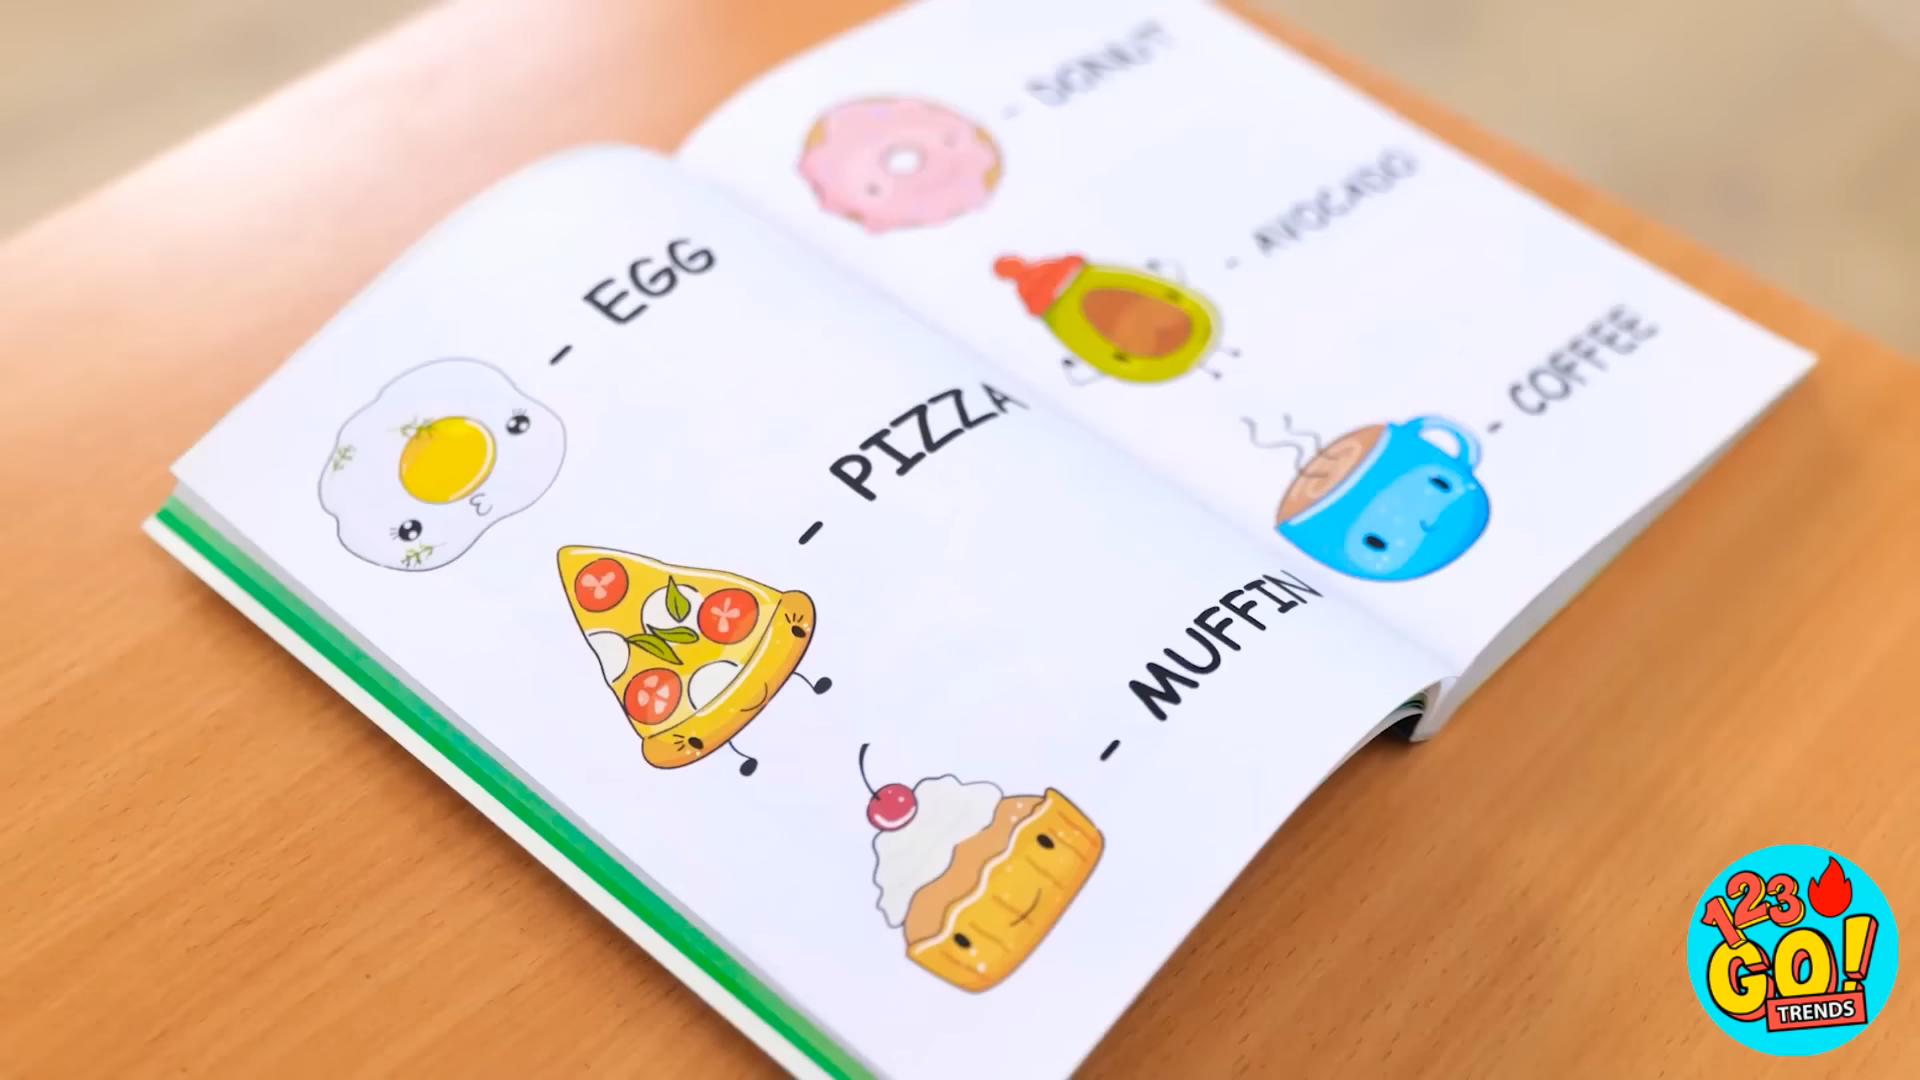 - EGG
- PIZZA
- MUFFIN
- DONUT
- AVOCADO
- COFFEE
123
GO!
TRENDS